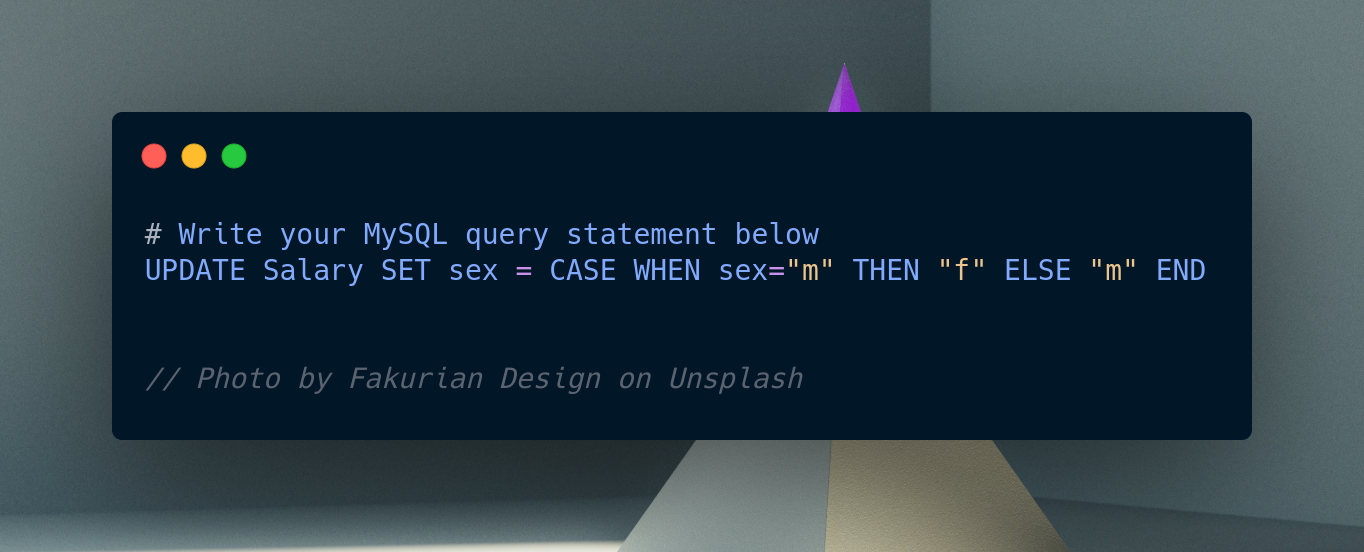 # Write your MySQL query statement below
UPDATE Salary SET sex = CASE WHEN sex="m" THEN "f" ELSE "m" END
// Photo by Fakurian Design on Unsplash